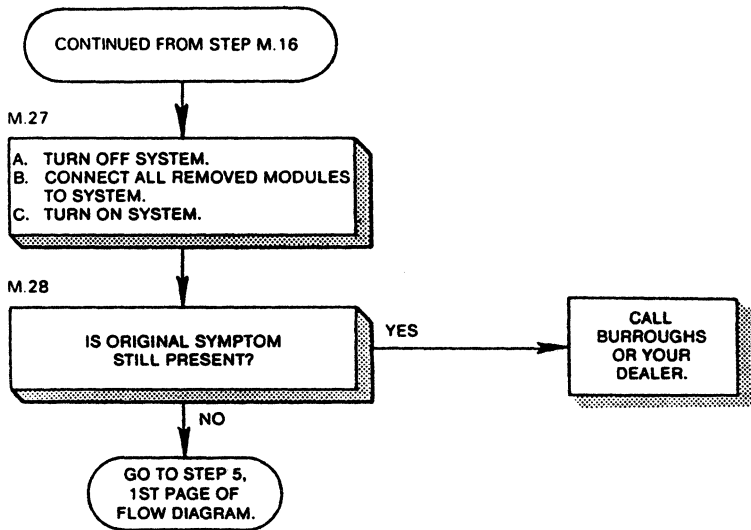 CONTINUED FROM STEP M.16
M.27
A. TURN OFF SYSTEM.
B. CONNECT ALL REMOVED MODULES
TO SYSTEM.
C. TURN ON SYSTEM.
M.28
IS ORIGINAL SYMPTOM
STILL PRESENT?
YES
CALL
BURROUGHS
OR YOUR
DEALER.
NO
GO TO STEP 5,
1ST PAGE OF
FLOW DIAGRAM.